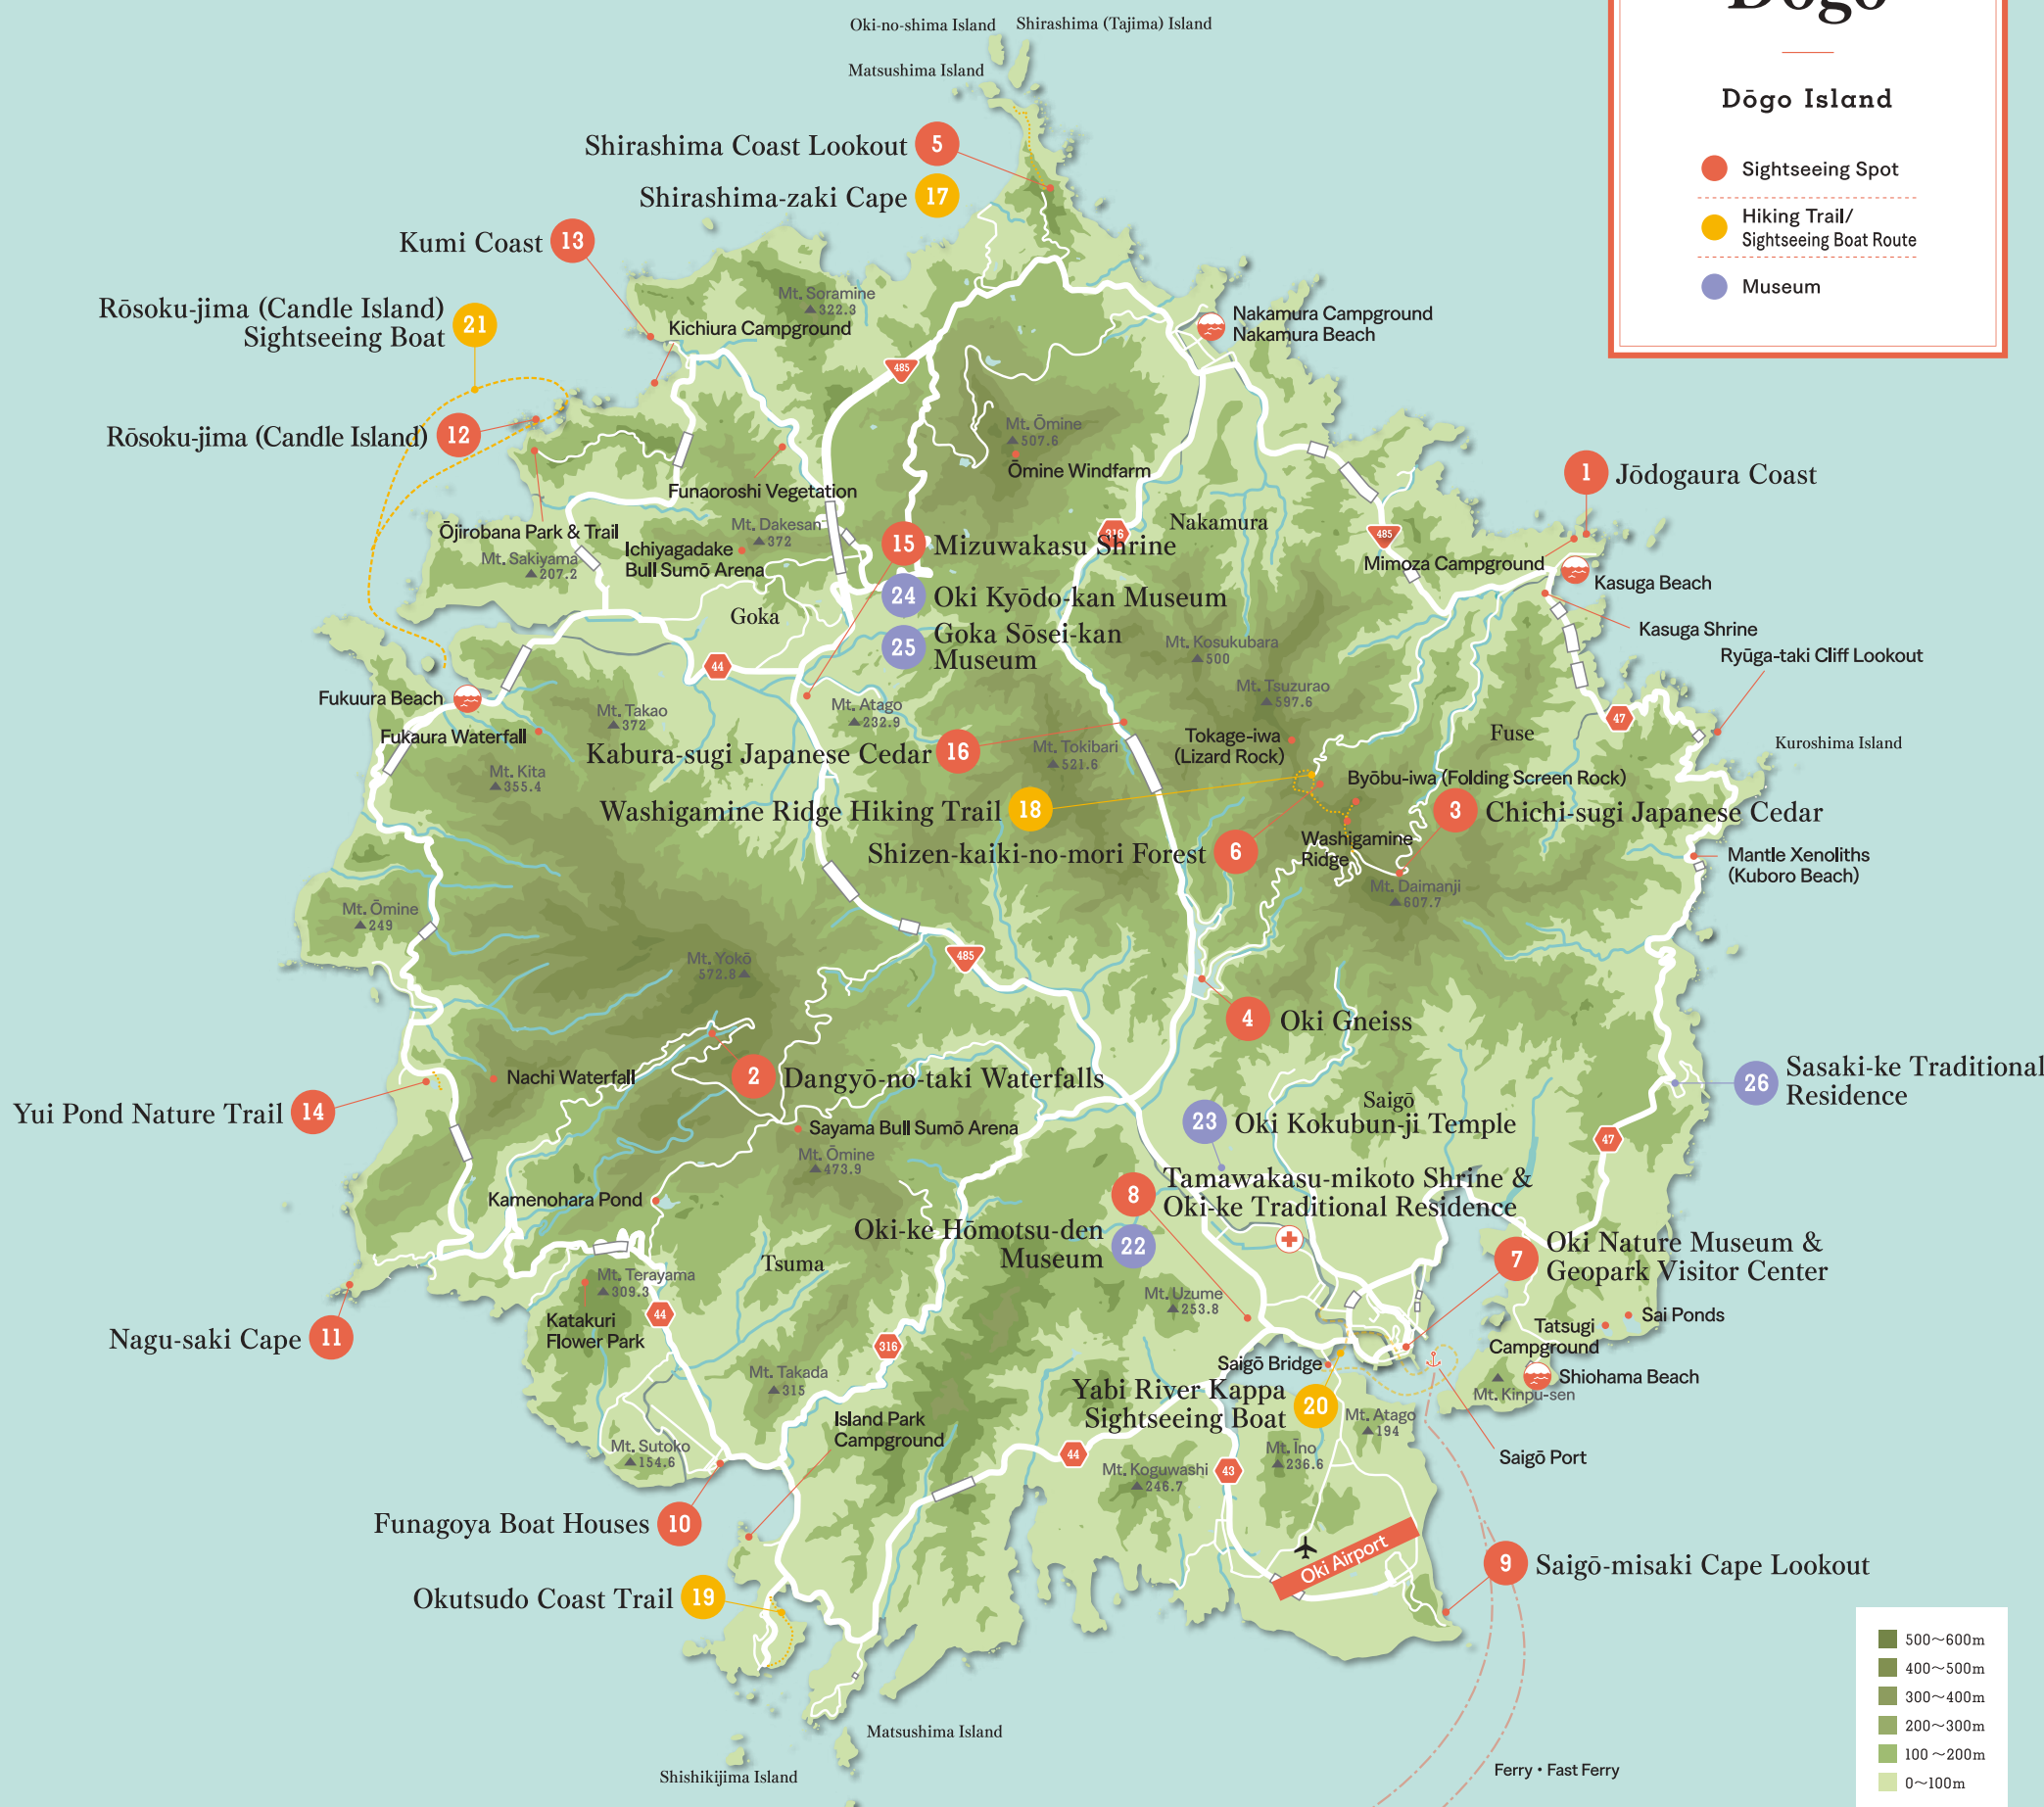 Dōgo
Dōgo Island
Sightseeing Spot
Hiking Trail/
Sightseeing Boat Route
Museum
Oki-no-shima Island
Shirashima (Tajima) Island
Matsushima Island
Shirashima Coast Lookout 5
Shirashima-zaki Cape 17
Kumi Coast 13
Rōsoku-jima (Candle Island)
Sightseeing Boat
21
Mt. Soramine
▲322.3
Kichiura Campground
Nakamura Campground
Nakamura Beach
485
Rōsoku-jima (Candle Island) 12
Mt. Ōmine
▲507.6
Ōmine Windfarm
1 Jōdogaura Coast
Funaoroshi Vegetation
Ōjirobana Park & Trail
Mt. Sakiyama
▲207.2
Mt. Dakesan
▲372
Ichiyagadake
Bull Sumō Arena
Nakamura
316
485
15 Mizuwakasu Shrine
Mimoza Campground
Kasuga Beach
24 Oki Kyōdo-kan Museum
Goka
25 Goka Sōsei-kan
Museum
Kasuga Shrine
Mt. Kosukubara
▲500
Ryūga-taki Cliff Lookout
44
Mt. Tsuzurao
▲597.6
Fukuura Beach
Mt. Takao
▲372
Mt. Atago
▲232.9
47
Fukaura Waterfall
Fuse
Kuroshima Island
Tokage-iwa
(Lizard Rock)
Kabura-sugi Japanese Cedar 16
Mt. Tokibari
▲521.6
Mt. Kita
▲355.4
Byōbu-iwa (Folding Screen Rock)
Washigamine Ridge Hiking Trail 18
3 Chichi-sugi Japanese Cedar
Washigamine
Ridge
Shizen-kaiki-no-mori Forest 6
Mantle Xenoliths
(Kuboro Beach)
Mt. Daimanji
▲607.7
Mt. Ōmine
▲249
Mt. Yokō
572.8▲
485
4 Oki Gneiss
Nachi Waterfall
2 Dangyō-no-taki Waterfalls
26 Sasaki-ke Traditional
Residence
Yui Pond Nature Trail 14
Saigō
Sayama Bull Sumō Arena
23 Oki Kokubun-ji Temple
47
Mt. Ōmine
▲473.9
Kamenohara Pond
8 Tamawakasu-mikoto Shrine &
Oki-ke Traditional Residence
Oki-ke Hōmotsu-den
Museum
22
7 Oki Nature Museum &
Geopark Visitor Center
Tsuma
Mt. Terayama
▲309.3
Mt. Uzume
▲253.8
44
Katakuri
Flower Park
Sai Ponds
Tatsugi
Campground
Nagu-saki Cape 11
316
Saigō Bridge
Shiohama Beach
Mt. Takada
▲315
▲
Mt. Kinpu-sen
Yabi River Kappa
Sightseeing Boat
20
Mt. Atago
▲194
Island Park
Campground
Mt. Sutoko
▲154.6
44
Mt. Īno
▲236.6
Saigō Port
Mt. Koguwashi
▲246.7
43
Funagoya Boat Houses 10
Oki Airport
9 Saigō-misaki Cape Lookout
Okutsudo Coast Trail 19
Matsushima Island
Shishikijima Island
Ferry・Fast Ferry
500～600m
400～500m
300～400m
200～300m
100～200m
0～100m